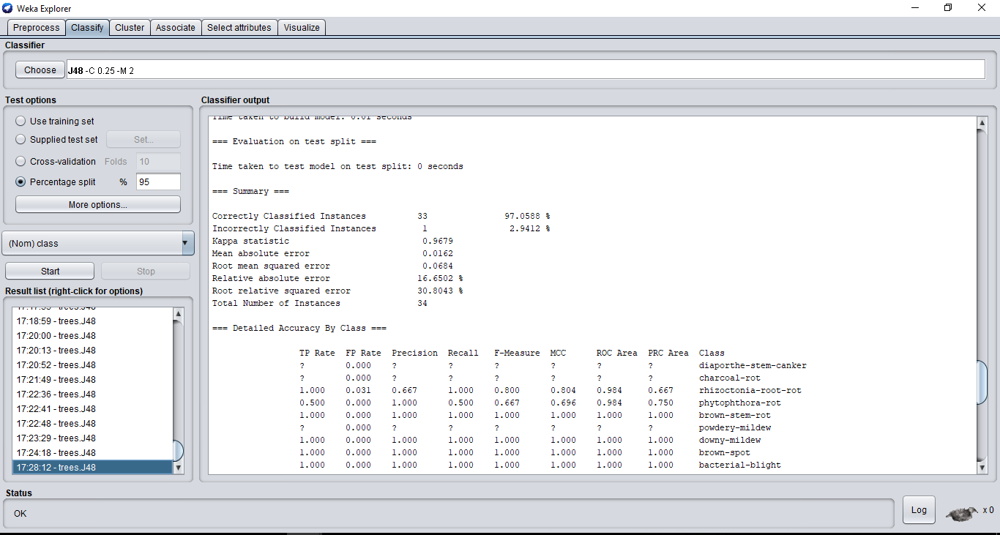 Weka Explorer
Preprocess Classify Cluster Associate Select attributes Visualize
Classifier
Choose J48 -C 0.25 -M 2
Test options
Use training set
Supplied test set Set...
Cross-validation Folds 10
Percentage split % 95
More options...
(Nom) class
Start Stop
Result list (right-click for options)
17:18:59 - trees.J48
17:20:00 - trees.J48
17:20:13 - trees.J48
17:20:52 - trees.J48
17:21:49 - trees.J48
17:22:36 - trees.J48
17:22:41 - trees.J48
17:22:48 - trees.J48
17:23:29 - trees.J48
17:24:18 - trees.J48
17:28:12 - trees.J48
Classifier output
Time taken to build model: 0.01 seconds
=== Evaluation on test split ===
Time taken to test model on test split: 0 seconds
=== Summary ===
Correctly Classified Instances 33 97.0588 %
Incorrectly Classified Instances 1 2.9412 %
Kappa statistic 0.9679
Mean absolute error 0.0162
Root mean squared error 0.0684
Relative absolute error 16.6502 %
Root relative squared error 30.8043 %
Total Number of Instances 34
=== Detailed Accuracy By Class ===
TP Rate FP Rate Precision Recall F-Measure MCC ROC Area PRC Area Class
? 0.000 ? ? ? ? ? ? diaporthe-stem-canker
? 0.000 ? ? ? ? ? ? charcoal-rot
1.000 0.031 0.667 1.000 0.800 0.804 0.984 0.667 rhizoctonia-root-rot
0.500 0.000 1.000 0.500 0.667 0.696 0.984 0.750 phytophthora-rot
1.000 0.000 1.000 1.000 1.000 1.000 1.000 1.000 brown-stem-rot
? 0.000 ? ? ? ? ? ? powdery-mildew
1.000 0.000 1.000 1.000 1.000 1.000 1.000 1.000 downy-mildew
1.000 0.000 1.000 1.000 1.000 1.000 1.000 1.000 brown-spot
1.000 0.000 1.000 1.000 1.000 1.000 1.000 1.000 bacterial-blight
Status
OK
Log
x 0